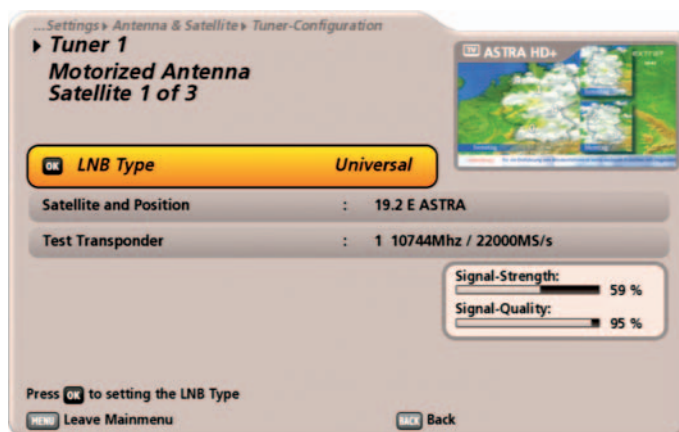 ...Settings▸ Antenna & Satellite▸ Tuner-Configuration
▸ Tuner 1
Motorized Antenna
Satellite 1 of 3
TV ASTRA HD+
OK LNB Type Universal
Satellite and Position : 19.2 E ASTRA
Test Transponder : 1 10744Mhz / 22000MS/s
Signal-Strength:
59 %
Signal-Quality:
95 %
Press OK to setting the LNB Type
MENU Leave Mainmenu BACK Back